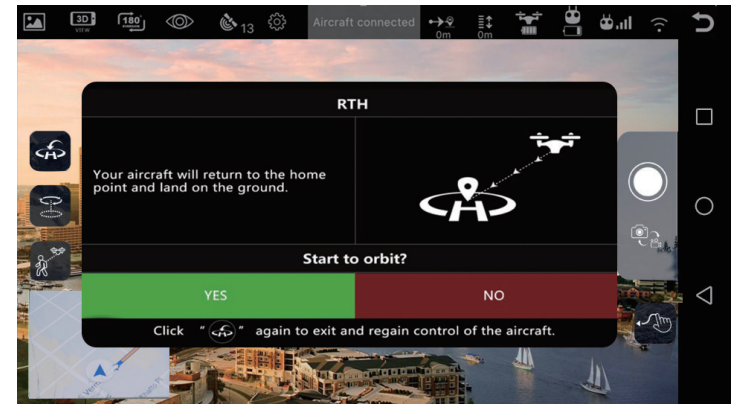 3D
VIEW
180°
13
Aircraft connected
0m
0m
RTH
Your aircraft will return to the home
point and land on the ground.
H
H
Start to orbit?
YES
NO
Click " H " again to exit and regain control of the aircraft.